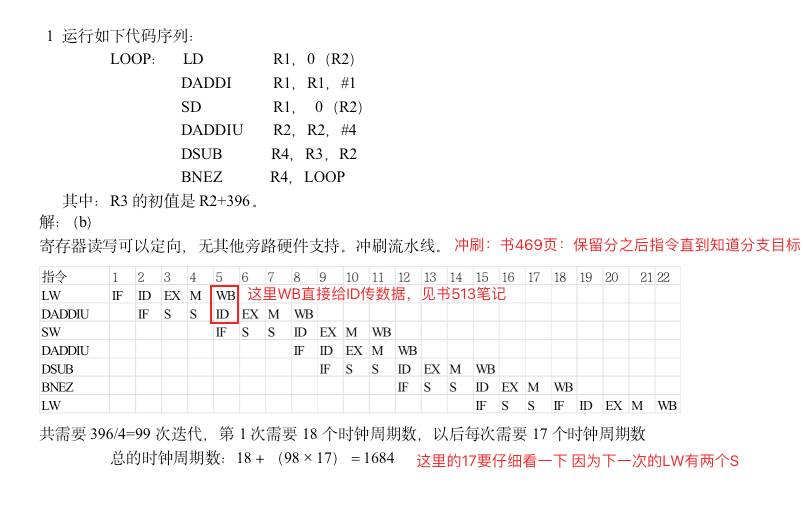 1 运行如下代码序列:
LOOP: LD R1, 0 (R2)
DADDI R1, R1, #1
SD R1, 0 (R2)
DADDIU R2, R2, #4
DSUB R4, R3, R2
BNEZ R4, LOOP
其中: R3 的初值是 R2+396。
解: (b)
寄存器读写可以定向，无其他旁路硬件支持。冲刷流水线。 冲刷：书469页：保留分之后指令直到知道分支目标
指令 1 2 3 4 5 6 7 8 9 10 11 12 13 14 15 16 17 18 19 20 21 22
LW IF ID EX M WB 这里WB直接给ID传数据，见书513笔记
DADDIU IF S S ID EX M WB
SW IF S S ID EX M WB
DADDIU IF ID EX M WB
DSUB IF S S ID EX M WB
BNEZ IF S S ID EX M WB
LW IF S S IF ID EX M WB
共需要 396/4=99 次迭代，第 1 次需要 18 个时钟周期数，以后每次需要 17 个时钟周期数
总的时钟周期数: 18 + （98 × 17） = 1684 这里的17要仔细看一下 因为下一次的LW有两个S